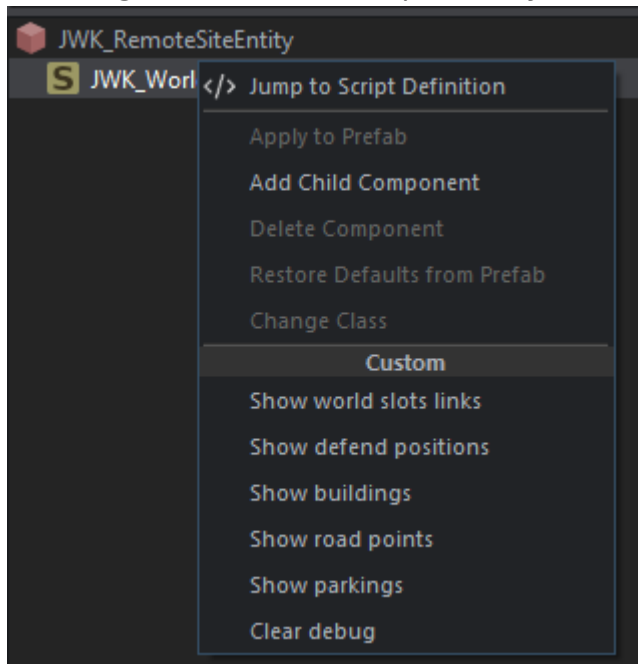 JWK_RemoteSiteEntity
S JWK_Worl
</> Jump to Script Definition
Apply to Prefab
Add Child Component
Delete Component
Restore Defaults from Prefab
Change Class
Custom
Show world slots links
Show defend positions
Show buildings
Show road points
Show parkings
Clear debug